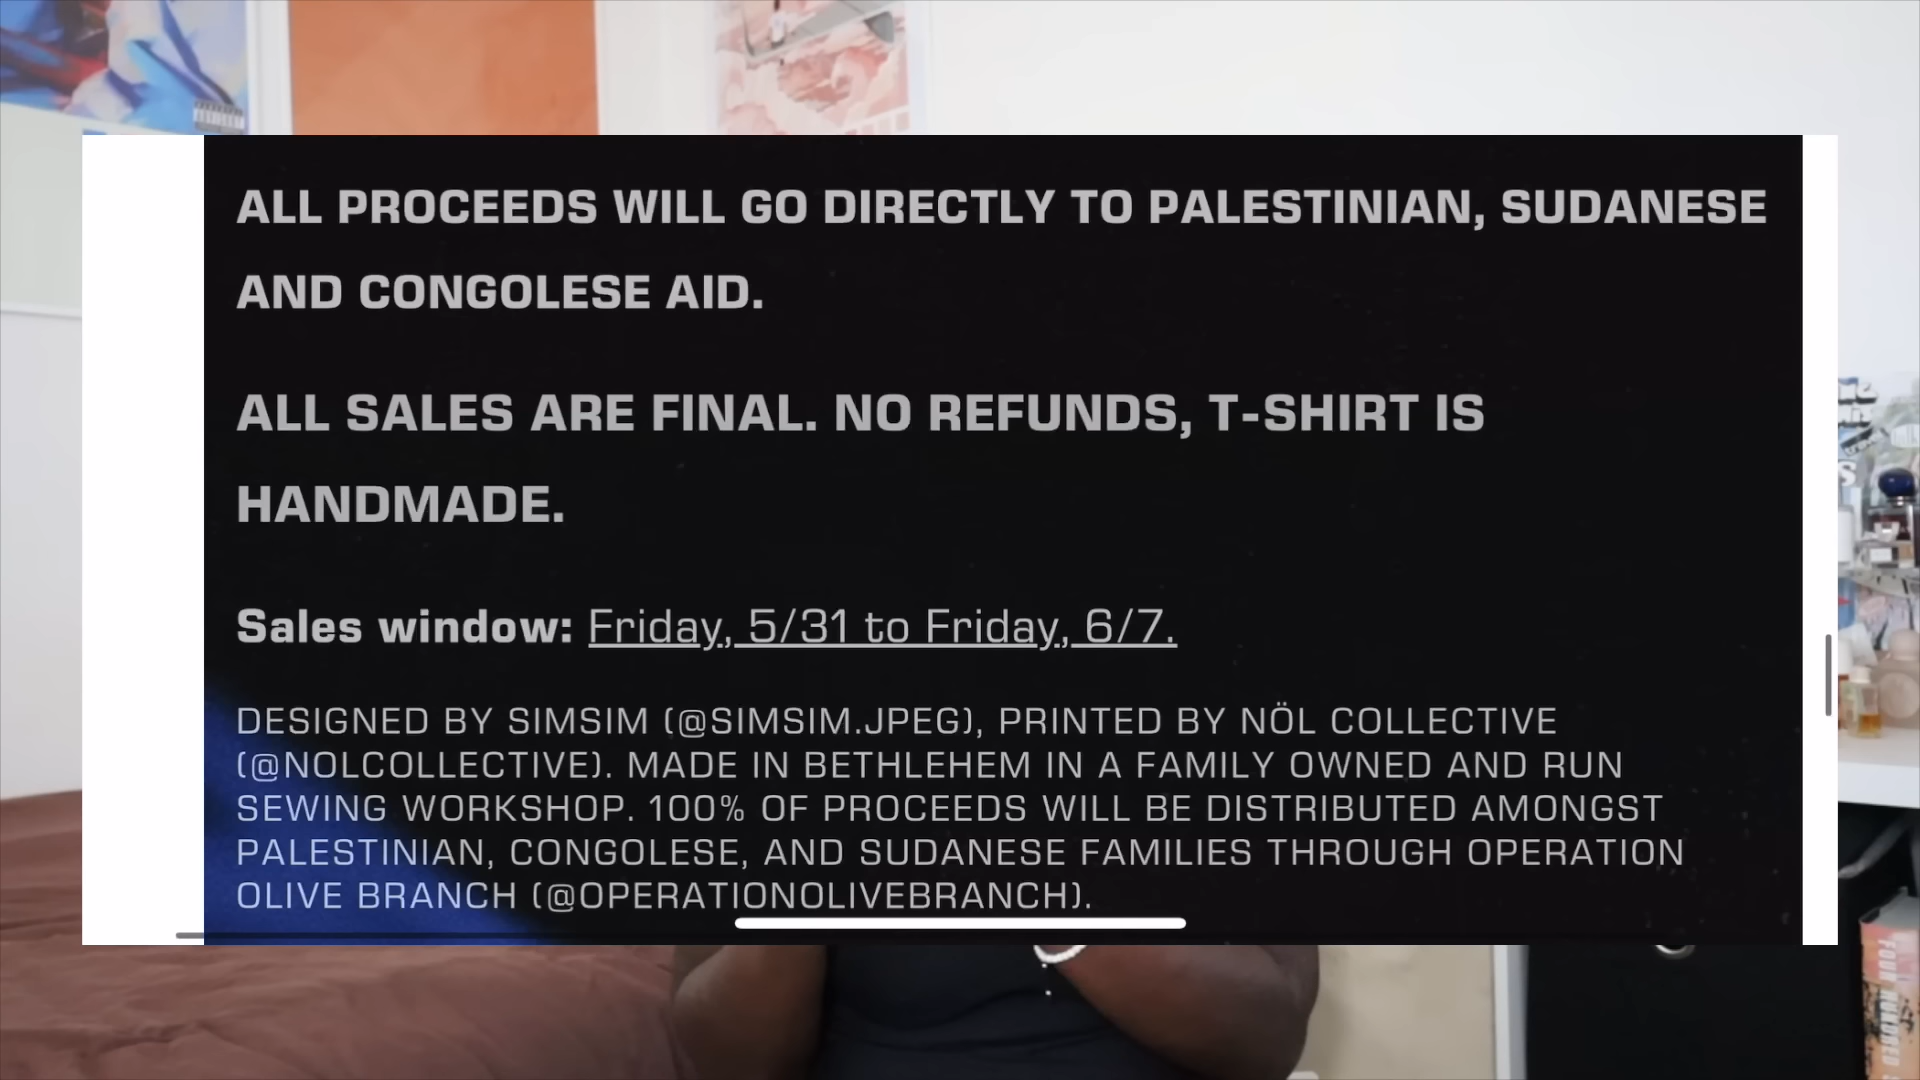 ALL PROCEEDS WILL GO DIRECTLY TO PALESTINIAN, SUDANESE
AND CONGOLESE AID.
ALL SALES ARE FINAL. NO REFUNDS, T-SHIRT IS
HANDMADE.
Sales window: Friday, 5/31 to Friday, 6/7.
DESIGNED BY SIMSIM (@SIMSIM.JPEG), PRINTED BY NÖL COLLECTIVE
(@NOLCOLLECTIVE). MADE IN BETHLEHEM IN A FAMILY OWNED AND RUN
SEWING WORKSHOP. 100% OF PROCEEDS WILL BE DISTRIBUTED AMONGST
PALESTINIAN, CONGOLESE, AND SUDANESE FAMILIES THROUGH OPERATION
OLIVE BRANCH (@OPERATIONOLIVEBRANCH).